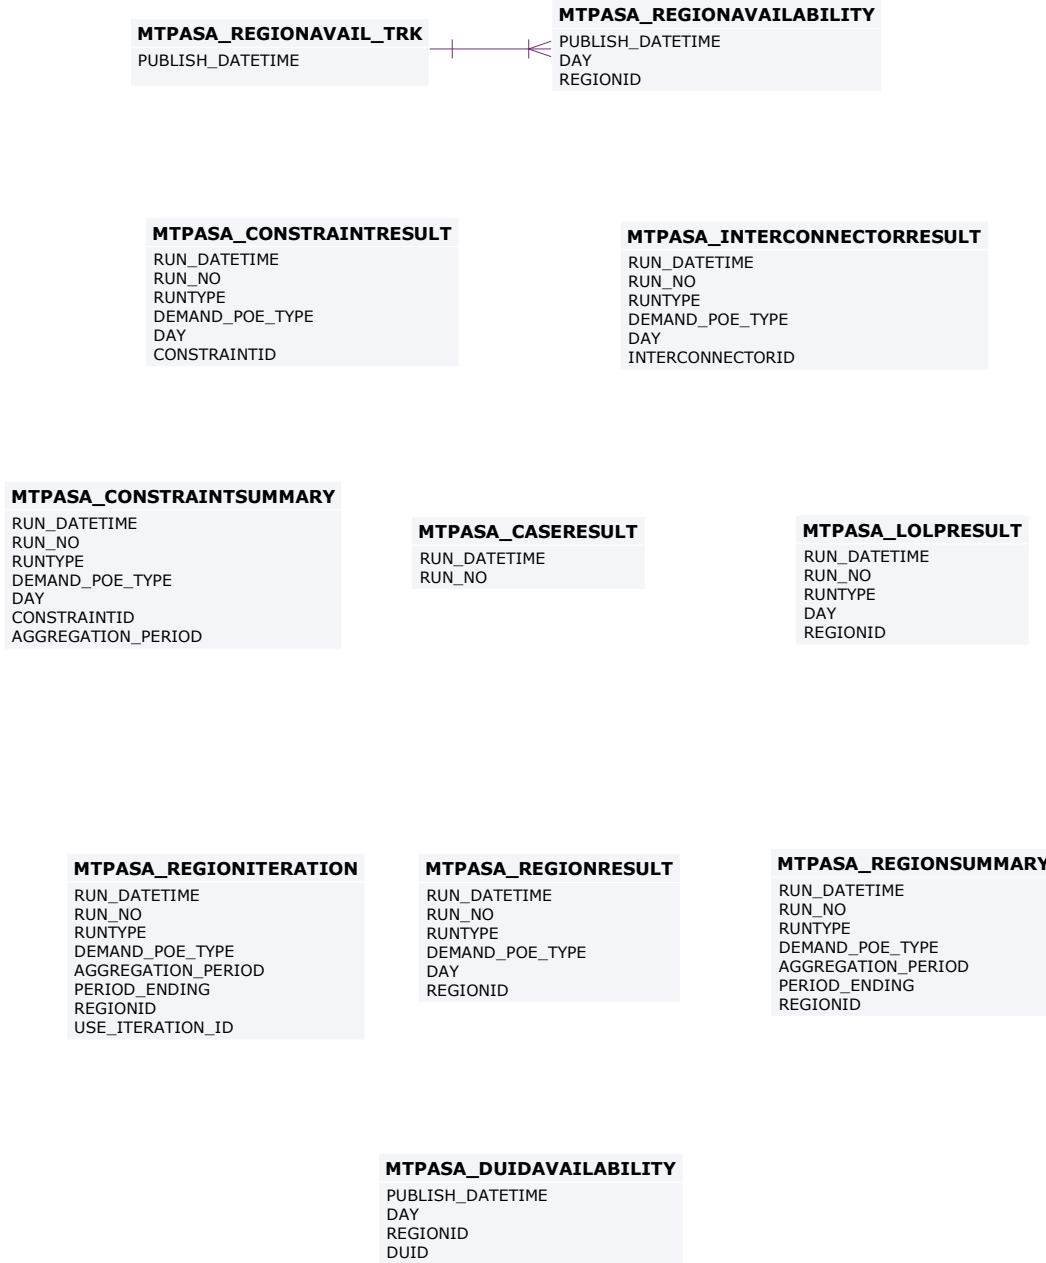 MTPASA_REGIONAVAIL_TRK
PUBLISH_DATETIME
MTPASA_REGIONAVAILABILITY
PUBLISH_DATETIME
DAY
REGIONID
MTPASA_CONSTRAINTRESULT
RUN_DATETIME
RUN_NO
RUNTYPE
DEMAND_POE_TYPE
DAY
CONSTRAINTID
MTPASA_INTERCONNECTORRESULT
RUN_DATETIME
RUN_NO
RUNTYPE
DEMAND_POE_TYPE
DAY
INTERCONNECTORID
MTPASA_CONSTRAINTSUMMARY
RUN_DATETIME
RUN_NO
RUNTYPE
DEMAND_POE_TYPE
DAY
CONSTRAINTID
AGGREGATION_PERIOD
MTPASA_CASERESULT
RUN_DATETIME
RUN_NO
MTPASA_LOLPRESULT
RUN_DATETIME
RUN_NO
RUNTYPE
DAY
REGIONID
MTPASA_REGIONITERATION
RUN_DATETIME
RUN_NO
RUNTYPE
DEMAND_POE_TYPE
AGGREGATION_PERIOD
PERIOD_ENDING
REGIONID
USE_ITERATION_ID
MTPASA_REGIONRESULT
RUN_DATETIME
RUN_NO
RUNTYPE
DEMAND_POE_TYPE
DAY
REGIONID
MTPASA_REGIONSUMMARY
RUN_DATETIME
RUN_NO
RUNTYPE
DEMAND_POE_TYPE
AGGREGATION_PERIOD
PERIOD_ENDING
REGIONID
MTPASA_DUIDAVAILABILITY
PUBLISH_DATETIME
DAY
REGIONID
DUID